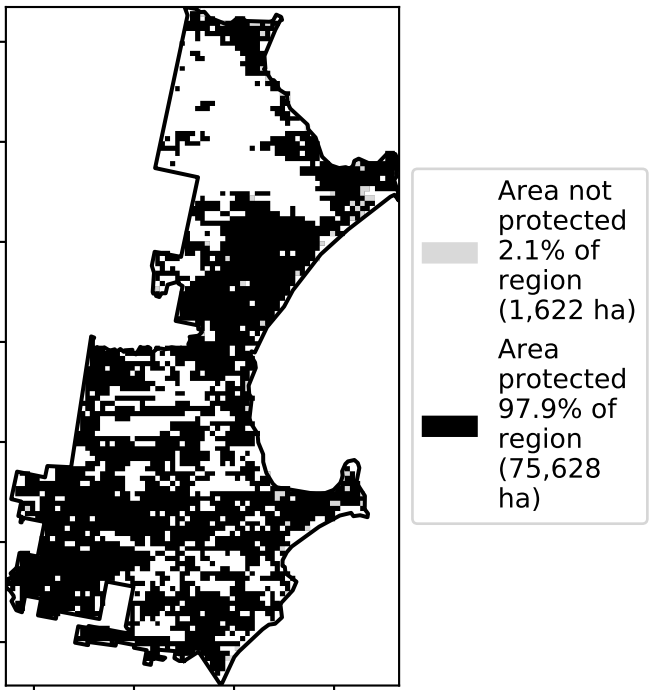 Area not
protected
2.1% of
region
(1,622 ha)
Area
protected
97.9% of
region
(75,628
ha)